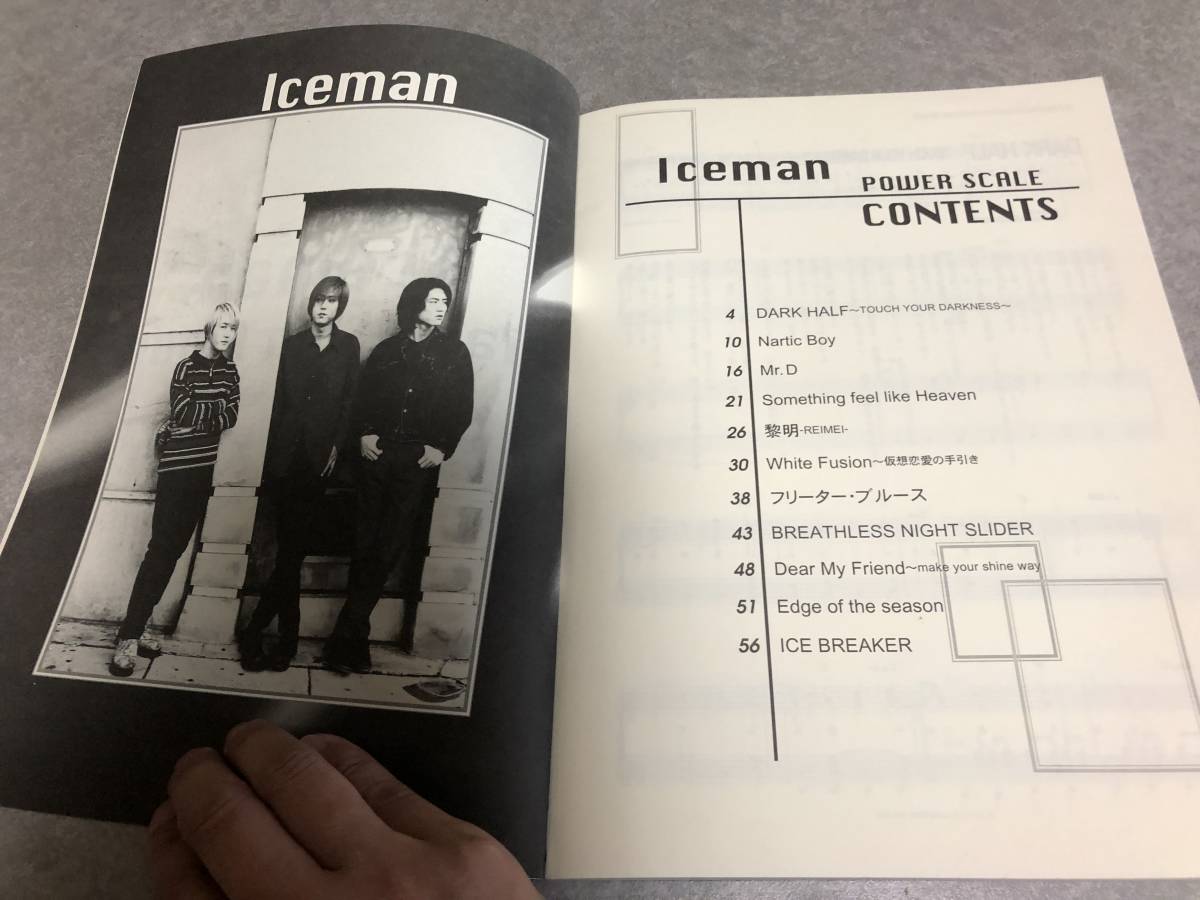 Iceman
Iceman
POWER SCALE
CONTENTS
4 DARK HALF～TOUCH YOUR DARKNESS～
10 Nartic Boy
16 Mr. D
21 Something feel like Heaven
26 黎明-REIMEI-
30 White Fusion～仮想恋愛の手引き
38 フリーター・ブルース
43 BREATHLESS NIGHT SLIDER
48 Dear My Friend～make your shine way
51 Edge of the season
56 ICE BREAKER